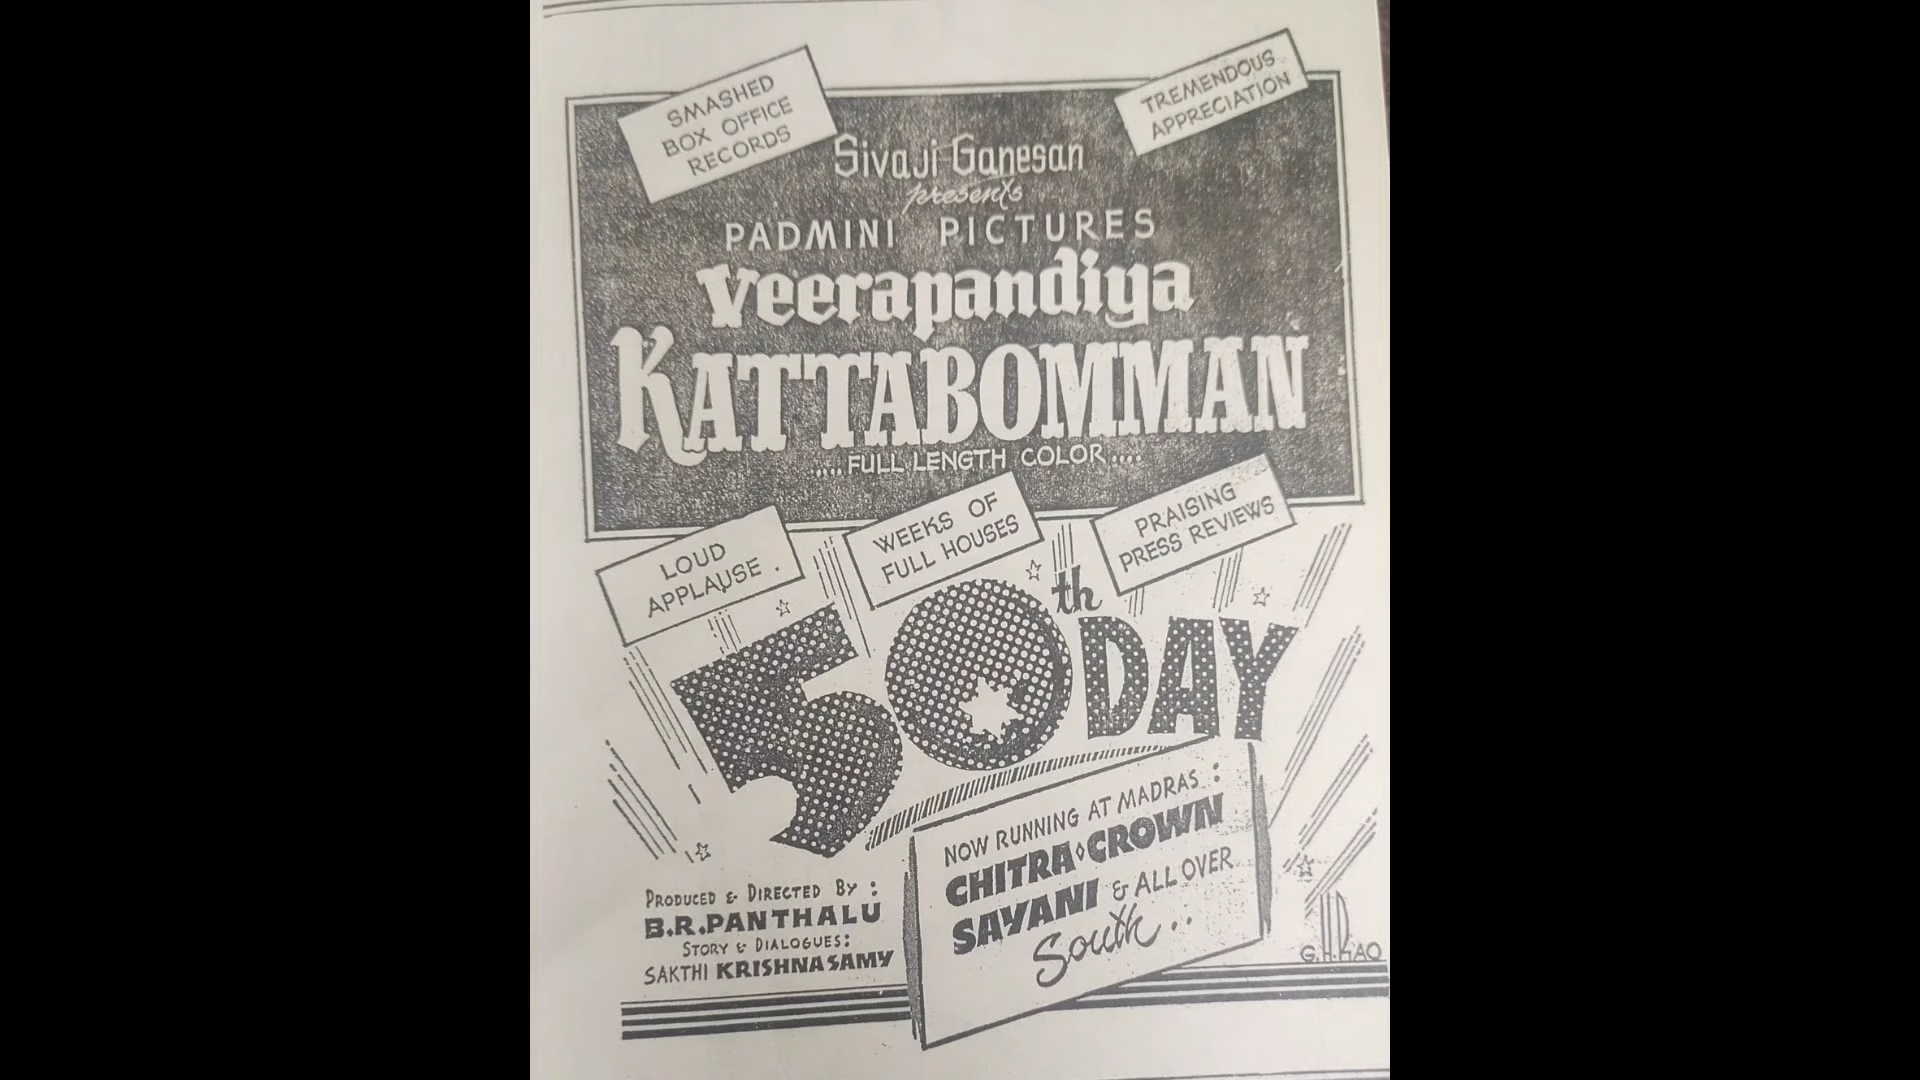 SMASHED
BOX OFFICE
RECORDS
TREMENDOUS
APPRECIATION
Sivaji Ganesan
presents
PADMINI PICTURES
Veerapandiya
KATTABOMMAN
....FULL LENGTH COLOR....
LOUD
APPLAUSE.
WEEKS OF
FULL HOUSES
PRAISING
PRESS REVIEWS
50th DAY
NOW RUNNING AT MADRAS:
CHITRA◊CROWN
SAYANI & ALL OVER
South..
PRODUCED & DIRECTED BY:
B.R.PANTHALU
STORY & DIALOGUES:
SAKTHI KRISHNASAMY
G.H.RAO